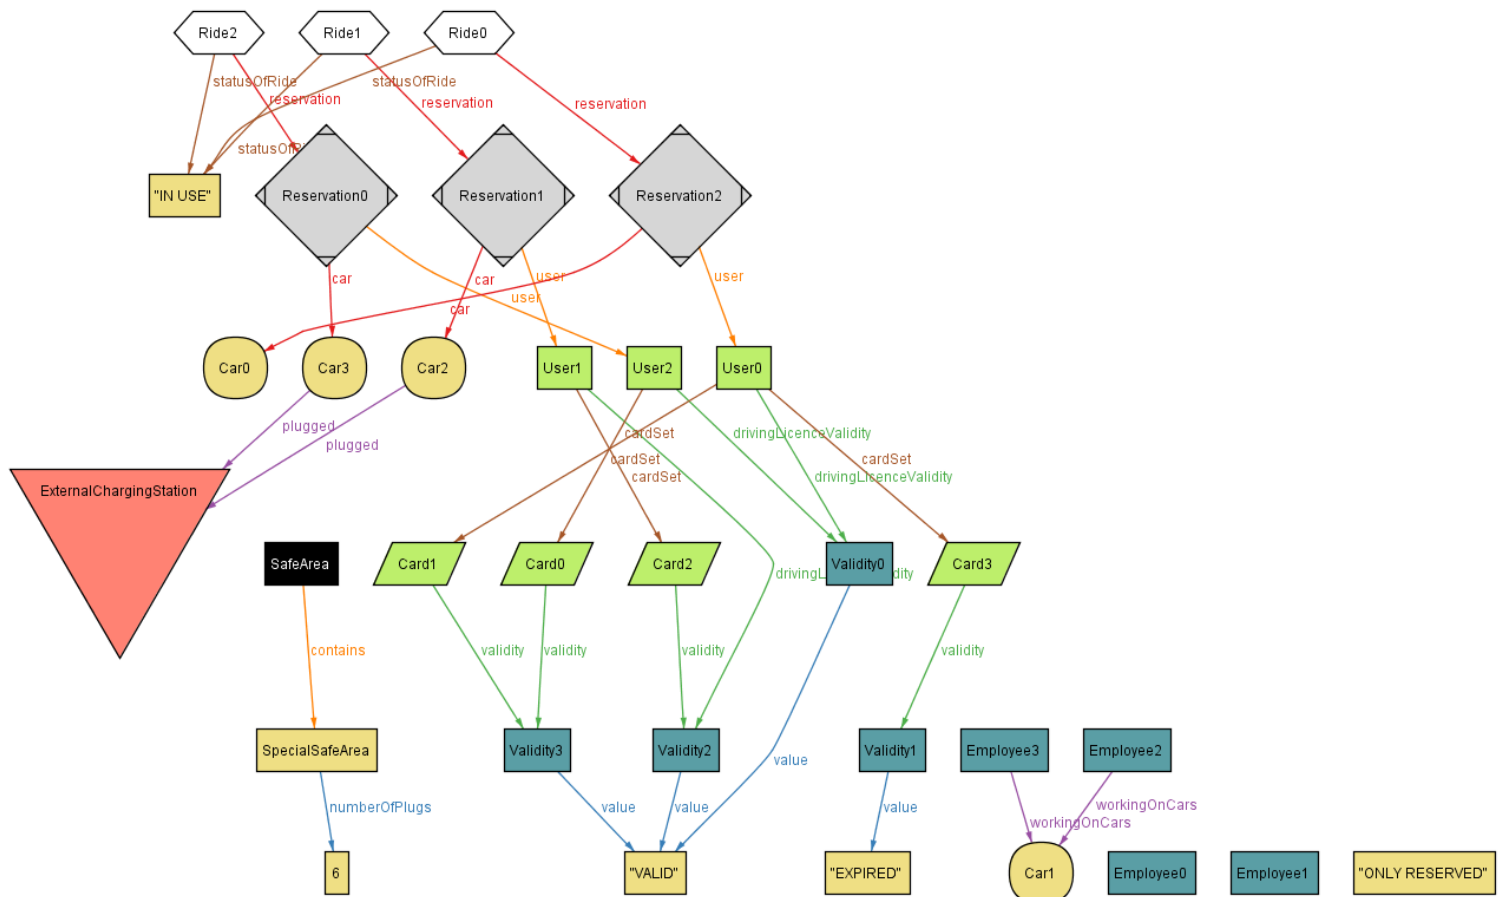 Ride2
Ride1
Ride0
statusOfRide
statusOfRide
reservation
reservation
reservation
statusOfRi
"IN USE"
Reservation0
Reservation1
Reservation2
car
car
user
user
user
car
Car0
Car3
Car2
User1
User2
User0
plugged
plugged
cardSet
drivingLicenceValidity
cardSet
cardSet
cardSet
drivingLicenceValidity
ExternalChargingStation
SafeArea
Card1
Card0
Card2
drivingL
Validity0
dity
Card3
contains
validity
validity
validity
validity
SpecialSafeArea
Validity3
Validity2
Validity1
Employee3
Employee2
value
numberOfPlugs
value
value
value
workingOnCars
workingOnCars
6
"VALID"
"EXPIRED"
Car1
Employee0
Employee1
"ONLY RESERVED"